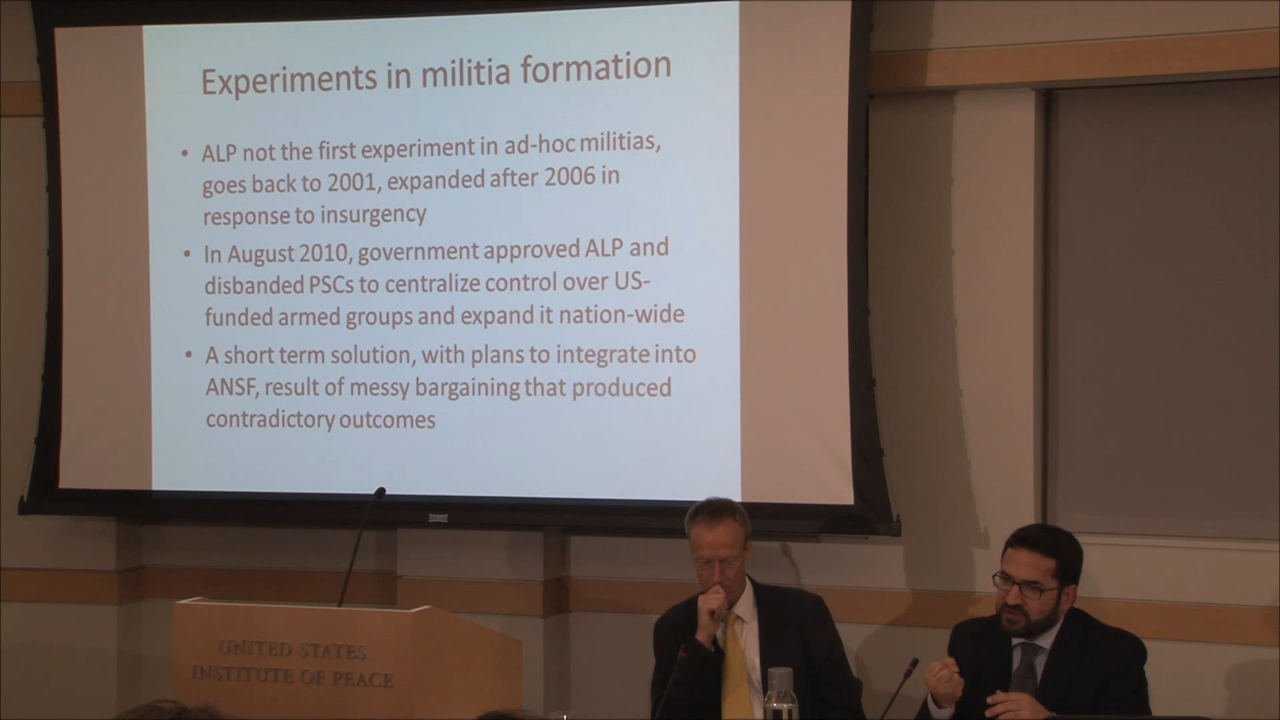 Experiments in militia formation
• ALP not the first experiment in ad-hoc militias,
goes back to 2001, expanded after 2006 in
response to insurgency
• In August 2010, government approved ALP and
disbanded PSCs to centralize control over US-
funded armed groups and expand it nation-wide
• A short term solution, with plans to integrate into
ANSF, result of messy bargaining that produced
contradictory outcomes
UNITED STATES
INSTITUTE OF PEACE